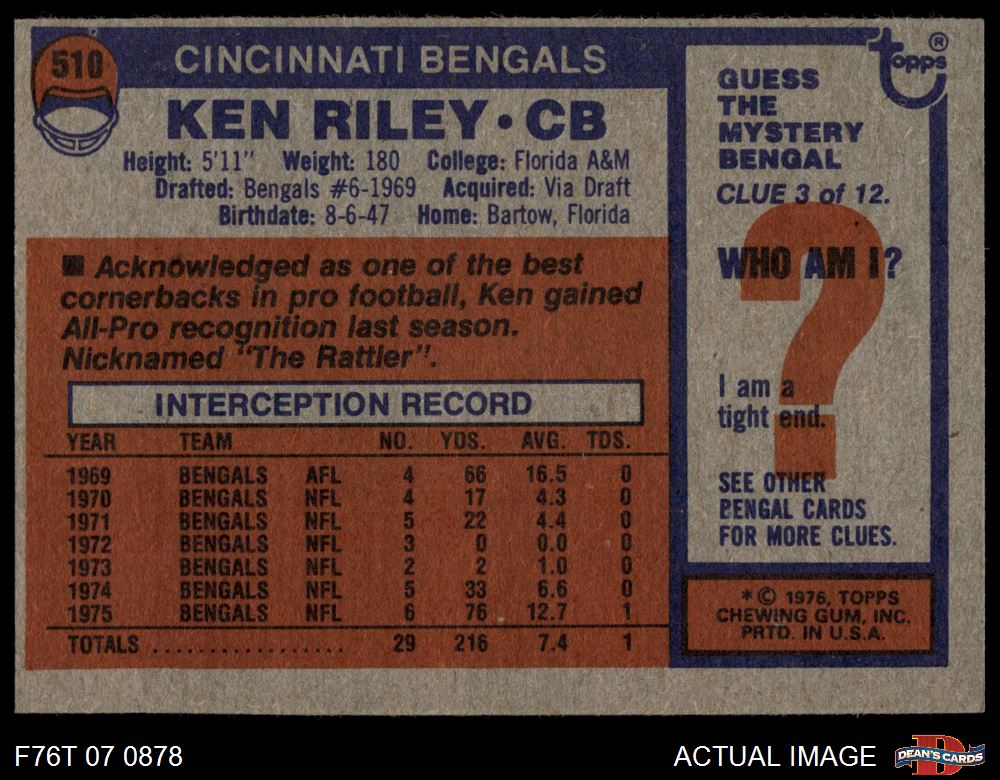 510
CINCINNATI BENGALS
KEN RILEY • CB
Height: 5'11" Weight: 180 College: Florida A&M
Drafted: Bengals #6-1969 Acquired: Via Draft
Birthdate: 8-6-47 Home: Bartow, Florida
■ Acknowledged as one of the best
cornerbacks in pro football, Ken gained
All-Pro recognition last season.
Nicknamed "The Rattler".
INTERCEPTION RECORD
YEAR TEAM NO. YDS. AVG. TDS.
1969 BENGALS AFL 4 66 16.5 0
1970 BENGALS NFL 4 17 4.3 0
1971 BENGALS NFL 5 22 4.4 0
1972 BENGALS NFL 3 0 0.0 0
1973 BENGALS NFL 2 2 1.0 0
1974 BENGALS NFL 5 33 6.6 0
1975 BENGALS NFL 6 76 12.7 1
TOTALS .................. 29 216 7.4 1
topps®
GUESS
THE
MYSTERY
BENGAL
CLUE 3 of 12.
?
WHO AM I?
I am a
tight end.
SEE OTHER
BENGAL CARDS
FOR MORE CLUES.
* © 1976, TOPPS
CHEWING GUM, INC.
PRTD. IN U.S.A.
F76T 07 0878
ACTUAL IMAGE
D
DEAN'S CARDS